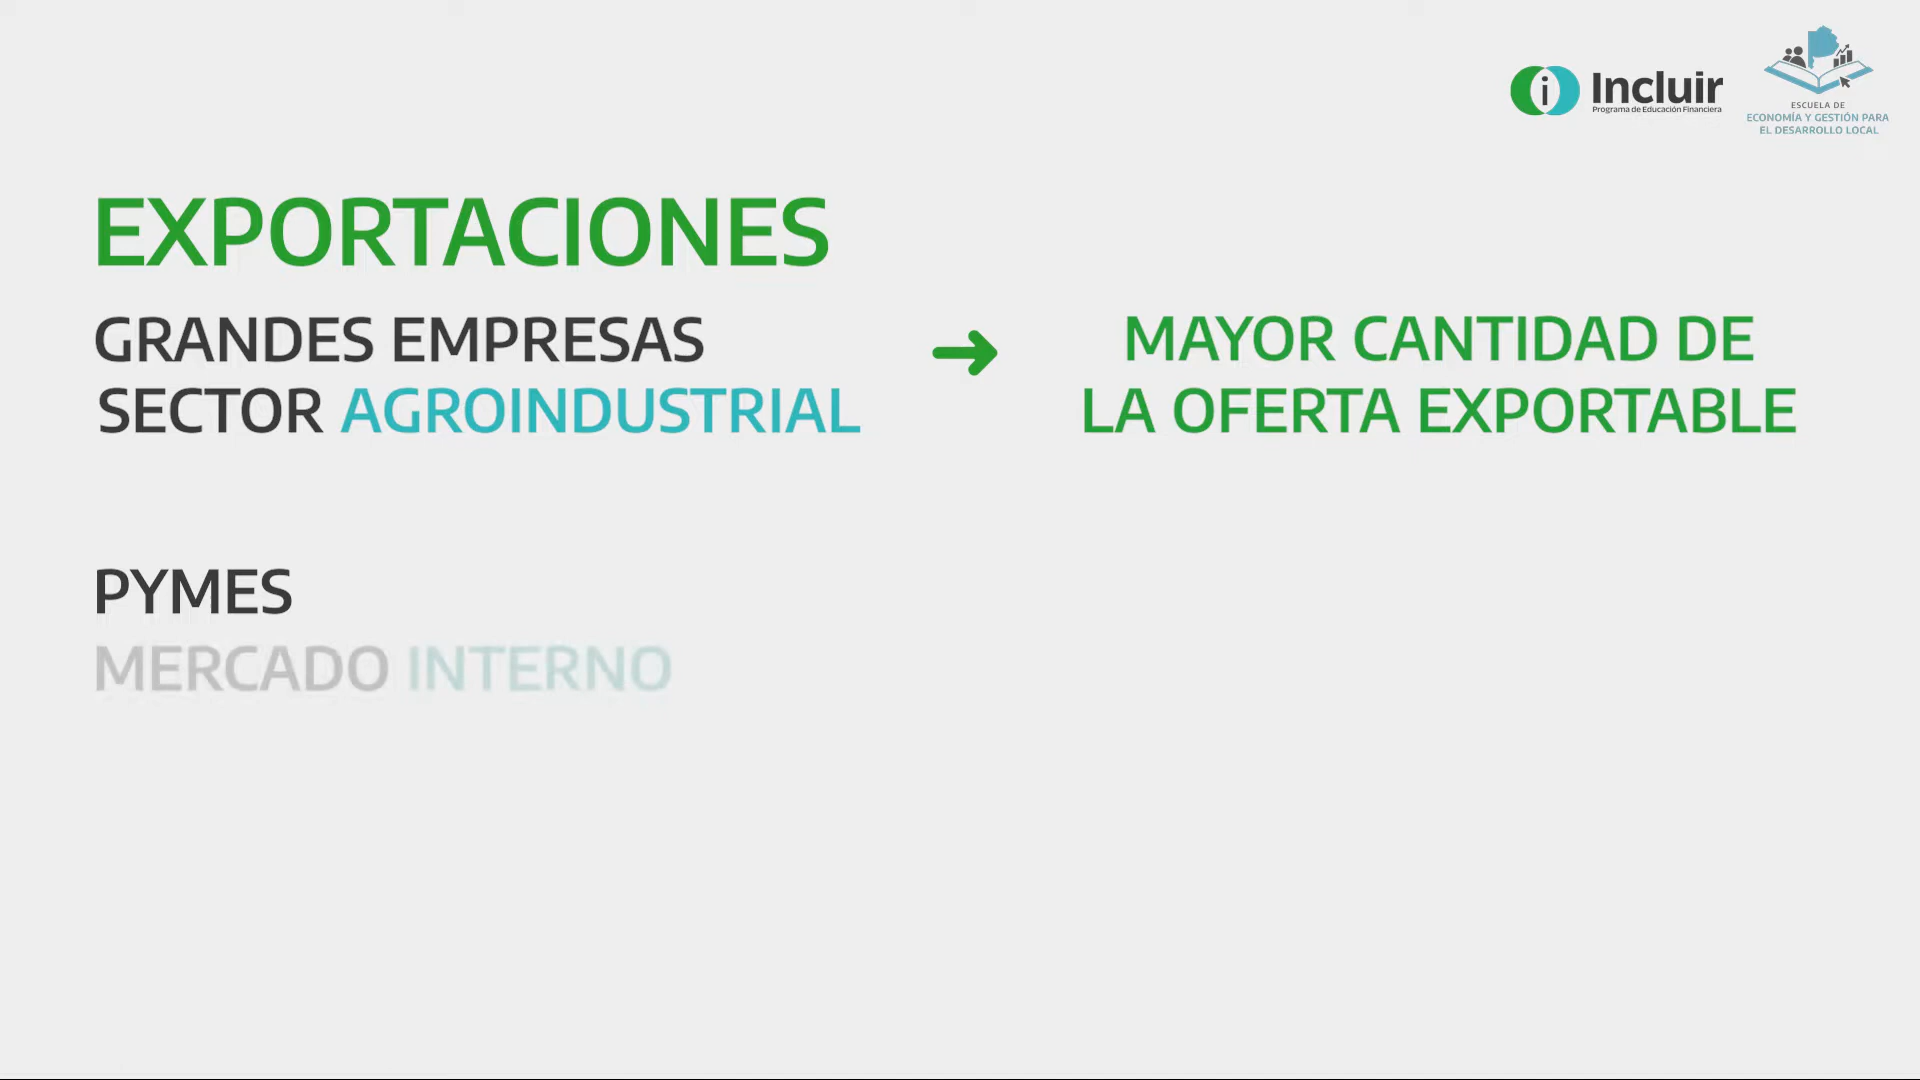 Incluir
Programa de Educación Financiera
ESCUELA DE
ECONOMÍA Y GESTIÓN PARA
EL DESARROLLO LOCAL
EXPORTACIONES
GRANDES EMPRESAS
SECTOR AGROINDUSTRIAL
MAYOR CANTIDAD DE
LA OFERTA EXPORTABLE
PYMES
MERCADO INTERNO